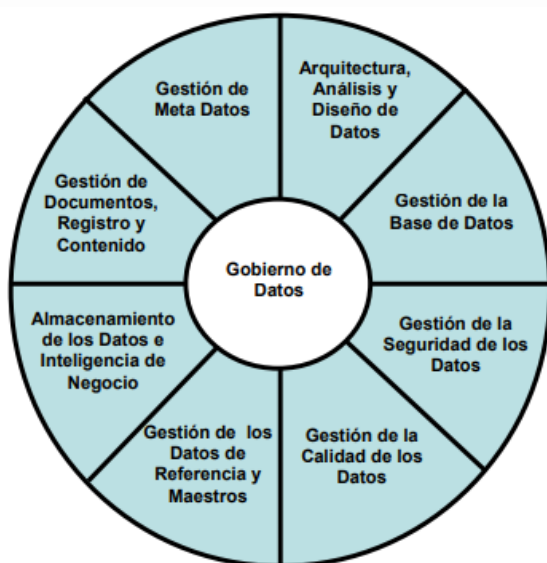 Arquitectura,
Análisis y
Diseño de
Datos
Gestión de la
Base de Datos
Gestión de la
Seguridad de los
Datos
Gestión de la
Calidad de los
Datos
Gestión de los
Datos de
Referencia y
Maestros
Almacenamiento
de los Datos e
Inteligencia de
Negocio
Gestión de
Documentos,
Registro y
Contenido
Gestión de
Meta Datos
Gobierno de
Datos